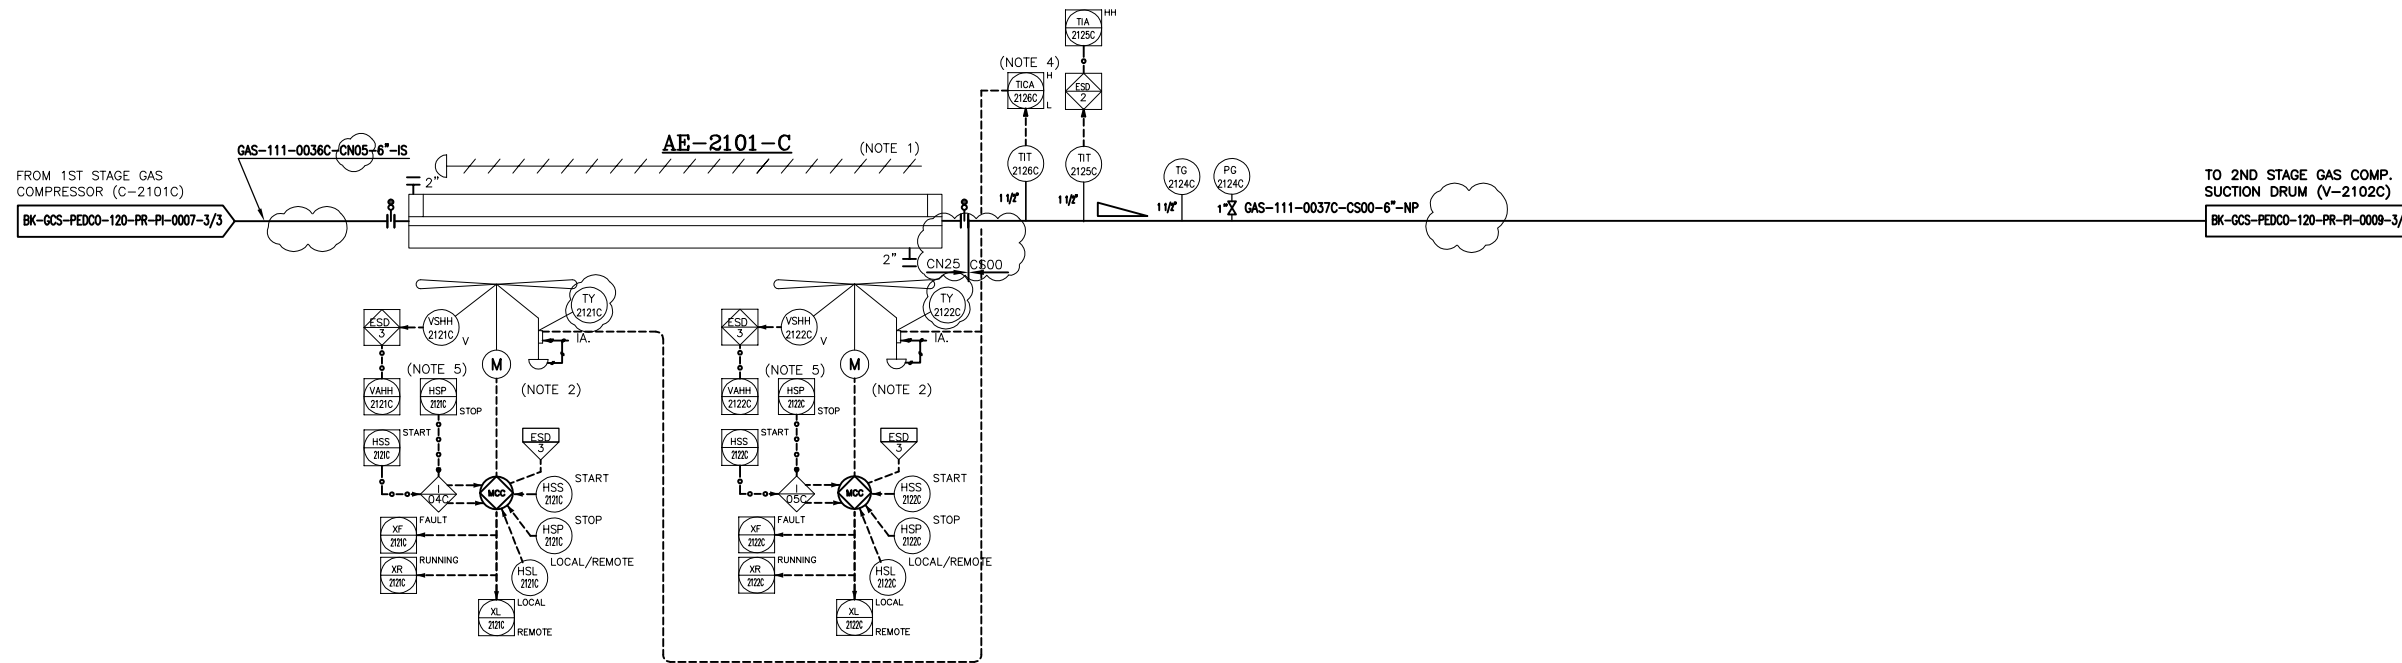 TIA
2125C
HH
(NOTE 4)
TICA
2126C
H
L
ESD
2
GAS-111-0036C-CN05-6"-IS
AE-2101-C
(NOTE 1)
TIT
2126C
TIT
2125C
FROM 1ST STAGE GAS
COMPRESSOR (C-2101C)
2"
TG
2124C
PG
2124C
TO 2ND STAGE GAS COMP.
SUCTION DRUM (V-2102C)
1 1/2"
1 1/2"
1 1/2"
1"
GAS-111-0037C-CS00-6"-NP
BK-GCS-PEDCO-120-PR-PI-0007-3/3
BK-GCS-PEDCO-120-PR-PI-0009-3/
2"
CN25
CS00
TY
2121C
TY
2122C
ESD
3
VSHH
2121C
V
IA.
ESD
3
VSHH
2122C
V
IA.
M
M
(NOTE 5)
(NOTE 2)
(NOTE 5)
(NOTE 2)
VAHH
2121C
HSP
2121C
STOP
VAHH
2122C
HSP
2122C
STOP
HSS
2121C
START
ESD
3
HSS
2122C
START
ESD
3
I
04C
MCC
HSS
2121C
START
I
05C
MCC
HSS
2122C
START
XF
2121C
FAULT
HSP
2121C
STOP
XF
2122C
FAULT
HSP
2122C
STOP
XR
2121C
RUNNING
LOCAL/REMOTE
HSL
2121C
XR
2122C
RUNNING
LOCAL/REMOTE
HSL
2122C
XL
2121C
LOCAL
REMOTE
XL
2122C
LOCAL
REMOTE